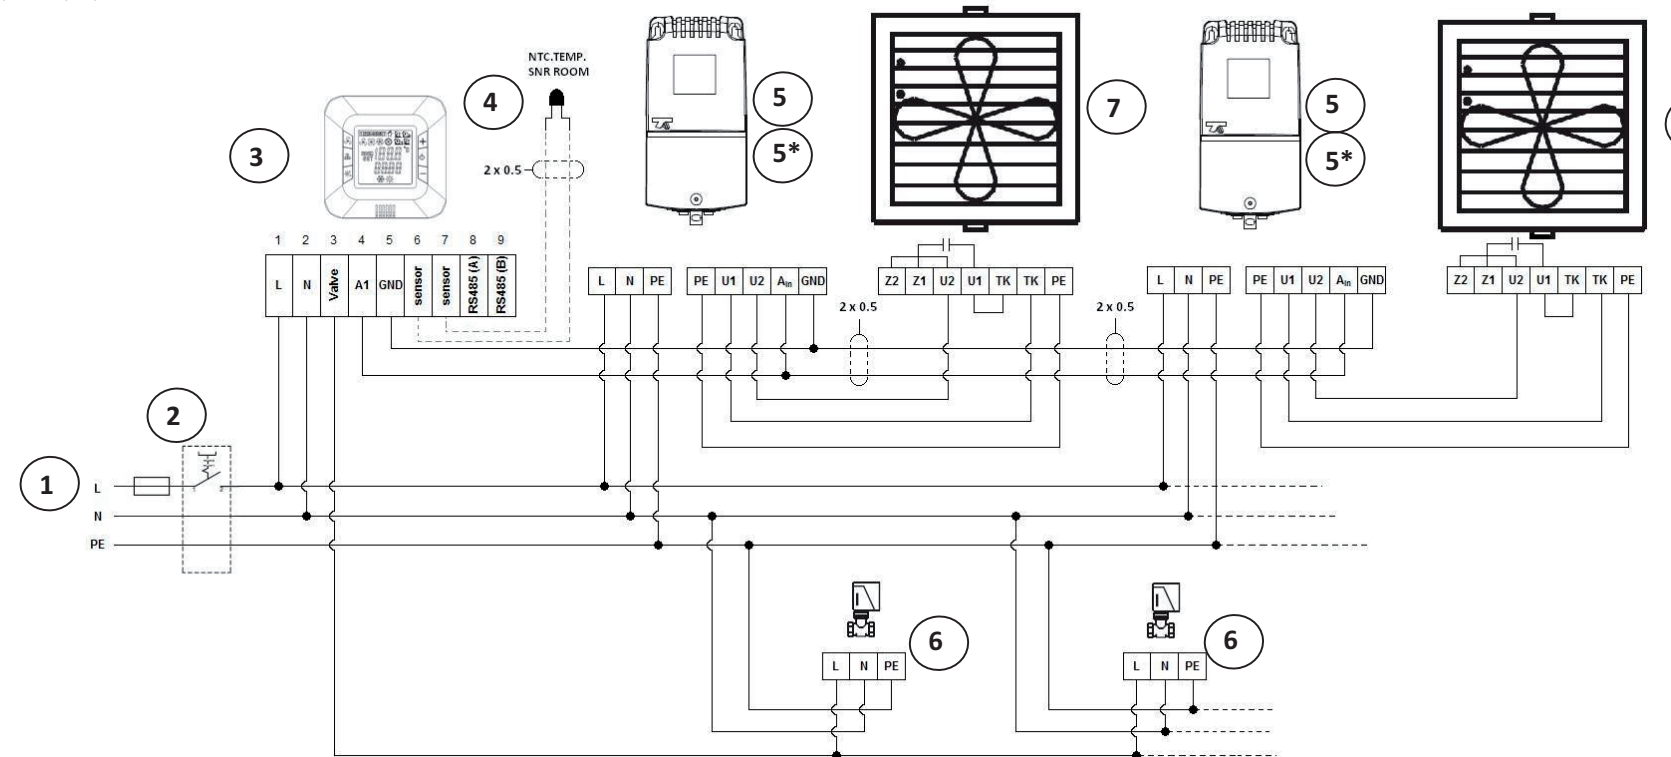 NTC.TEMP.
SNR ROOM
4
5
7
5
3
5*
5*
2 x 0.5
1 2 3 4 5 6 7 8 9
L N Valve A1 GND sensor sensor RS485 (A) RS485 (B)
L N PE
PE U1 U2 Ain GND
Z2 Z1 U2 U1 TK TK PE
L N PE
PE U1 U2 Ain GND
Z2 Z1 U2 U1 TK TK PE
2 x 0.5
2 x 0.5
2
1
L
N
PE
6
6
L N PE
L N PE